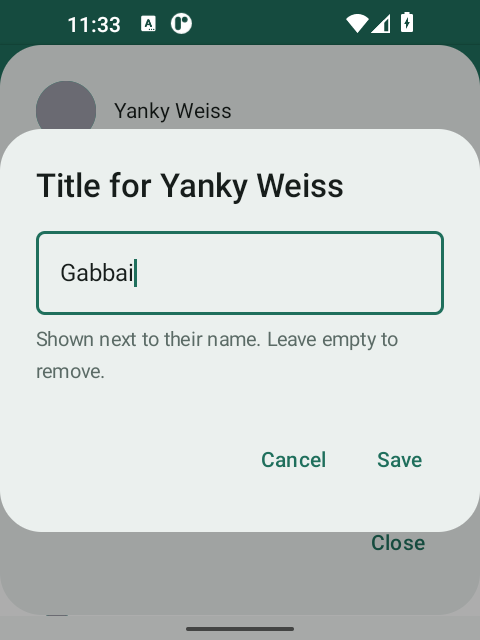 11:33
Yanky Weiss
Title for Yanky Weiss
Gabbai
Shown next to their name. Leave empty to
remove.
Cancel Save
Close